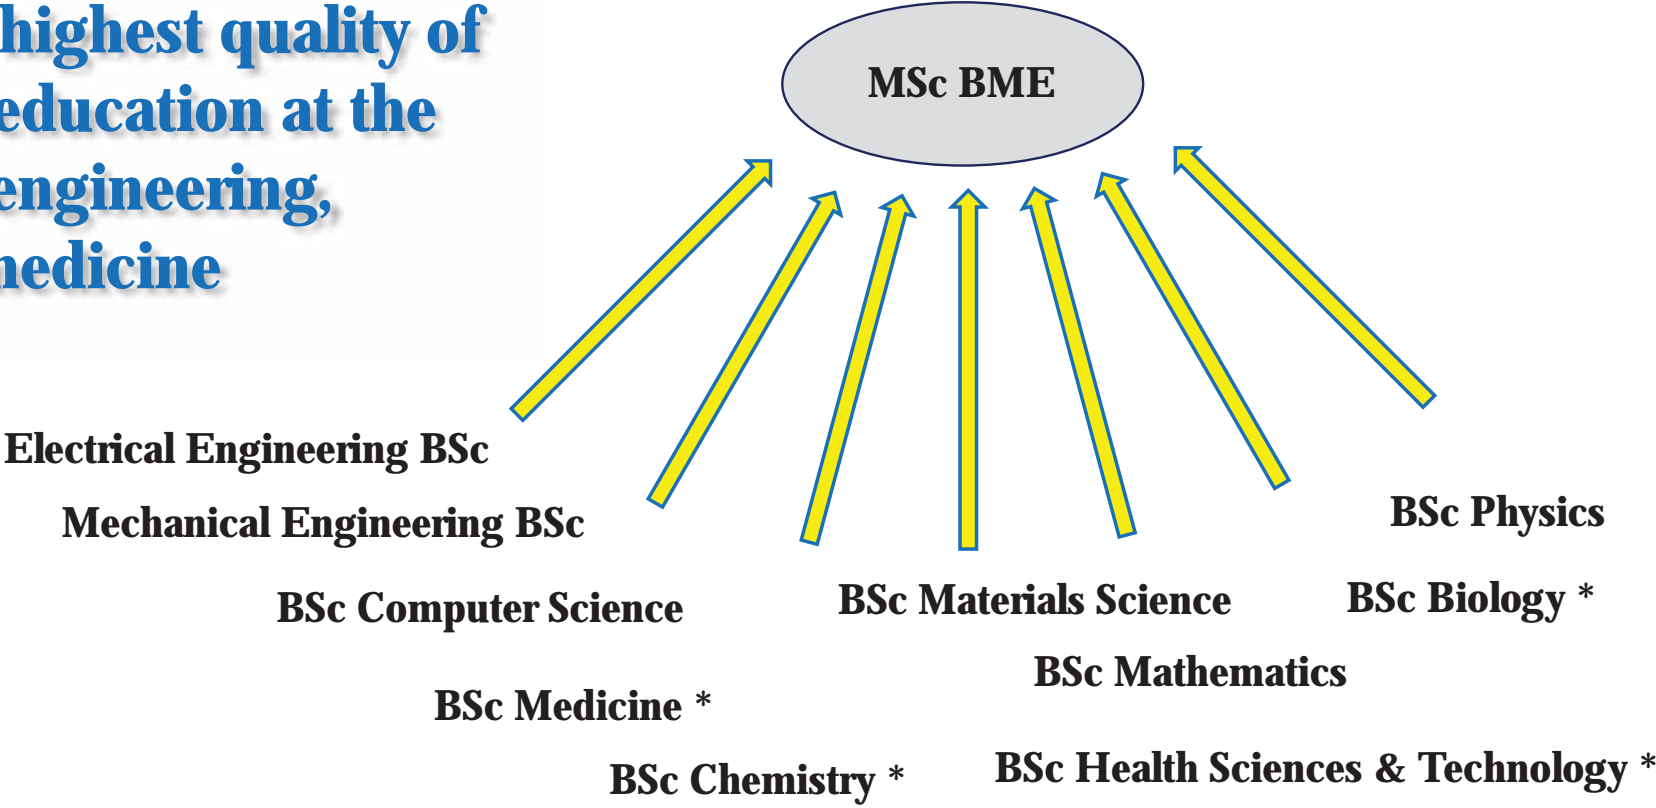 highest quality of
education at the
engineering,
medicine
MSc BME
Electrical Engineering BSc
Mechanical Engineering BSc
BSc Computer Science
BSc Medicine *
BSc Chemistry *
BSc Materials Science
BSc Mathematics
BSc Health Sciences & Technology *
BSc Physics
BSc Biology *